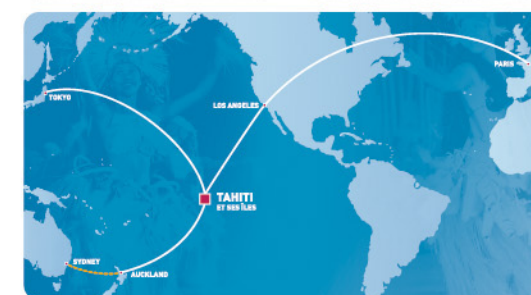 PARIS
TOKYO
LOS ANGELES
TAHITI
ET SES ÎLES
SYDNEY
AUCKLAND